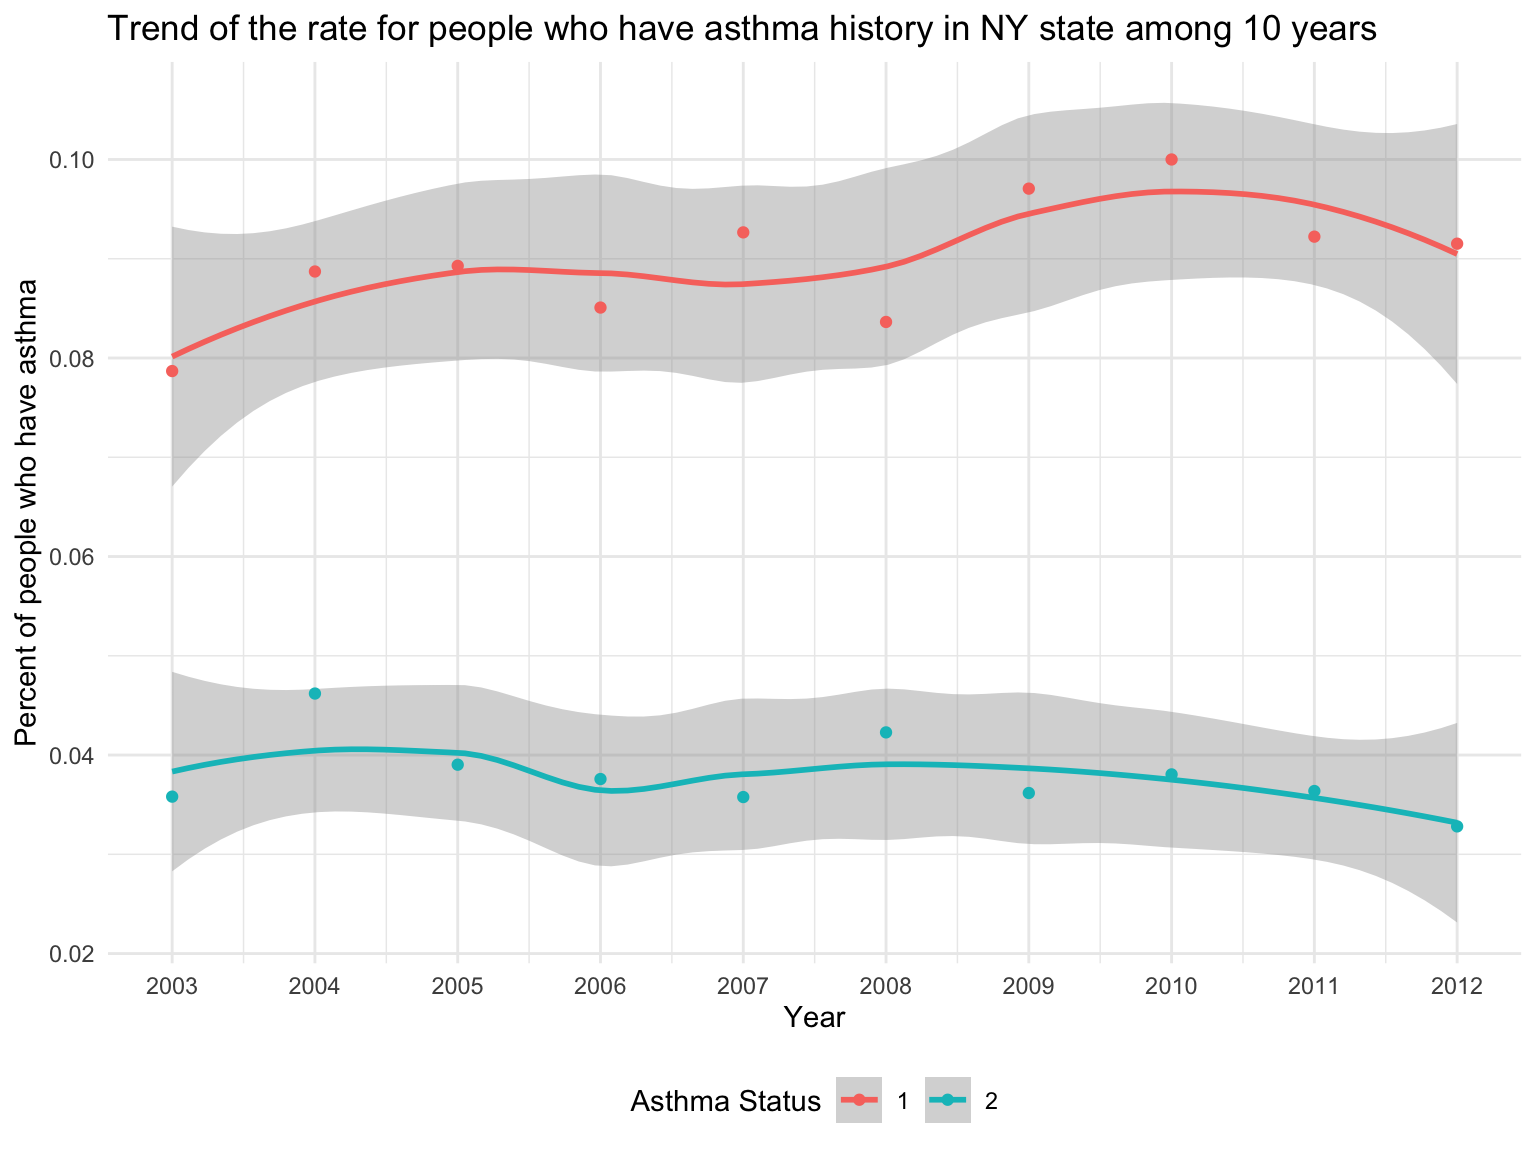 Trend of the rate for people who have asthma history in NY state among 10 years
Percent of people who have asthma
0.10
0.08
0.06
0.04
0.02
2003 2004 2005 2006 2007 2008 2009 2010 2011 2012
Year
Asthma Status 1 2